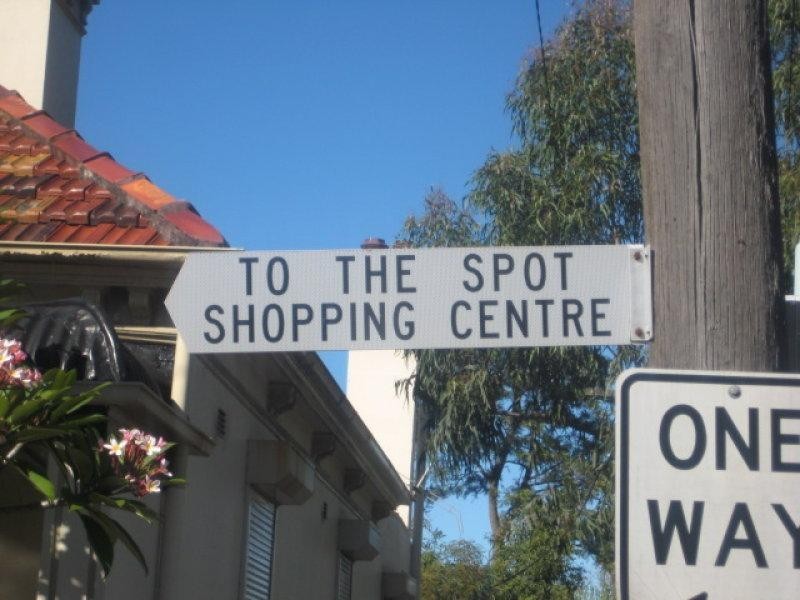 TO THE SPOT
SHOPPING CENTRE
ONE
WAY